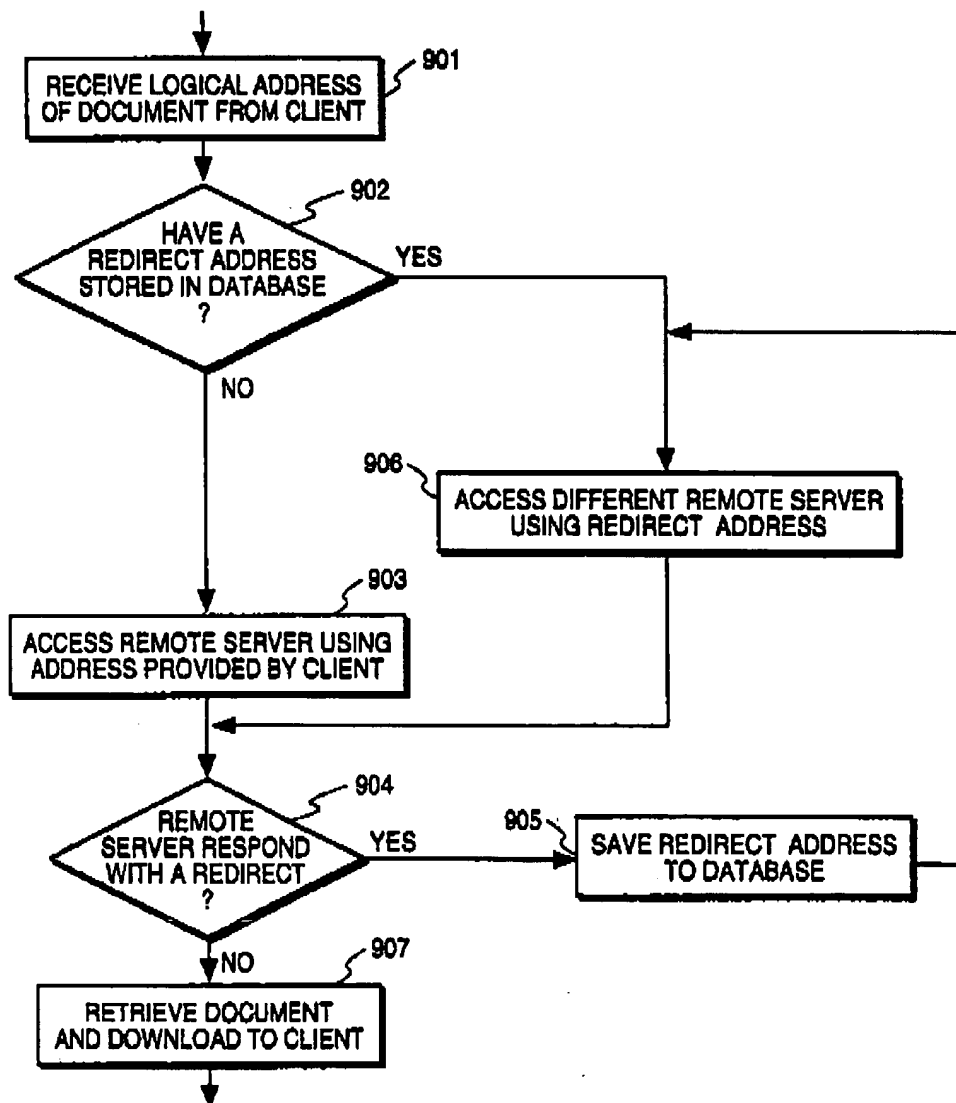 901
RECEIVE LOGICAL ADDRESS
OF DOCUMENT FROM CLIENT
902
HAVE A
REDIRECT ADDRESS
STORED IN DATABASE
?
YES
NO
906
ACCESS DIFFERENT REMOTE SERVER
USING REDIRECT ADDRESS
903
ACCESS REMOTE SERVER USING
ADDRESS PROVIDED BY CLIENT
904
REMOTE
SERVER RESPOND
WITH A REDIRECT
?
YES
905
SAVE REDIRECT ADDRESS
TO DATABASE
NO
907
RETRIEVE DOCUMENT
AND DOWNLOAD TO CLIENT